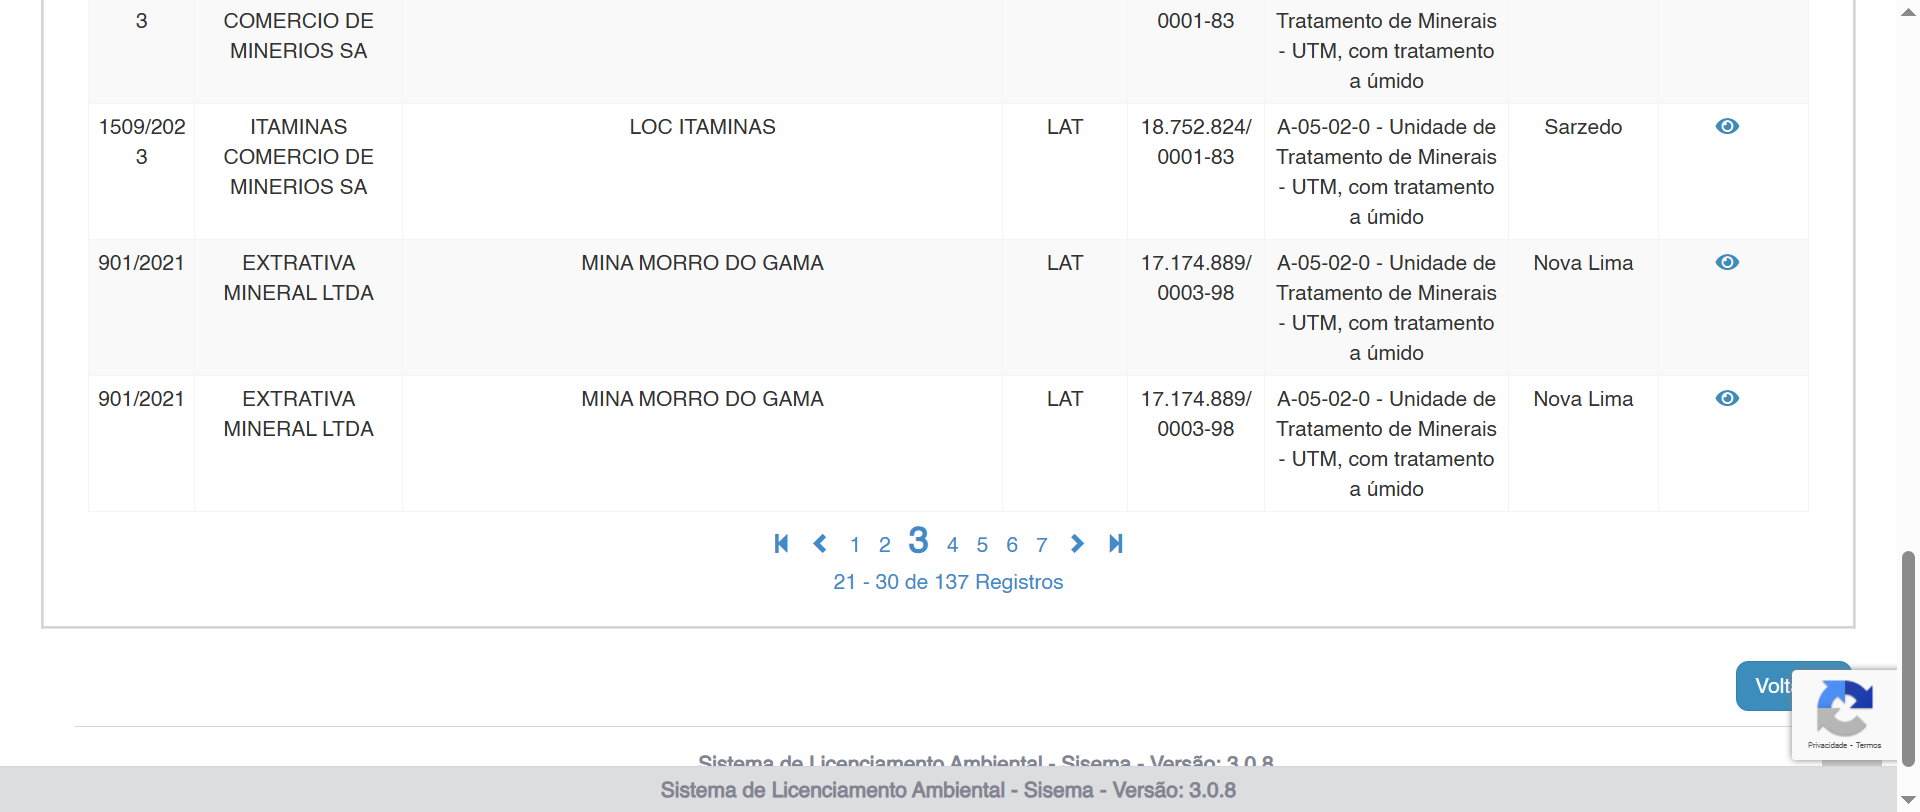 3 COMERCIO DE 0001-83 Tratamento de Minerais
MINERIOS SA - UTM, com tratamento
a úmido
1509/202 ITAMINAS LOC ITAMINAS LAT 18.752.824/ A-05-02-0 - Unidade de Sarzedo
3 COMERCIO DE 0001-83 Tratamento de Minerais
MINERIOS SA - UTM, com tratamento
a úmido
901/2021 EXTRATIVA MINA MORRO DO GAMA LAT 17.174.889/ A-05-02-0 - Unidade de Nova Lima
MINERAL LTDA 0003-98 Tratamento de Minerais
- UTM, com tratamento
a úmido
901/2021 EXTRATIVA MINA MORRO DO GAMA LAT 17.174.889/ A-05-02-0 - Unidade de Nova Lima
MINERAL LTDA 0003-98 Tratamento de Minerais
- UTM, com tratamento
a úmido
1 2 3 4 5 6 7
21 - 30 de 137 Registros
Volt
Privacidade - Termos
Sistema de Licenciamento Ambiental - Sisema - Versão: 3.0.8
Sistema de Licenciamento Ambiental - Sisema - Versão: 3.0.8